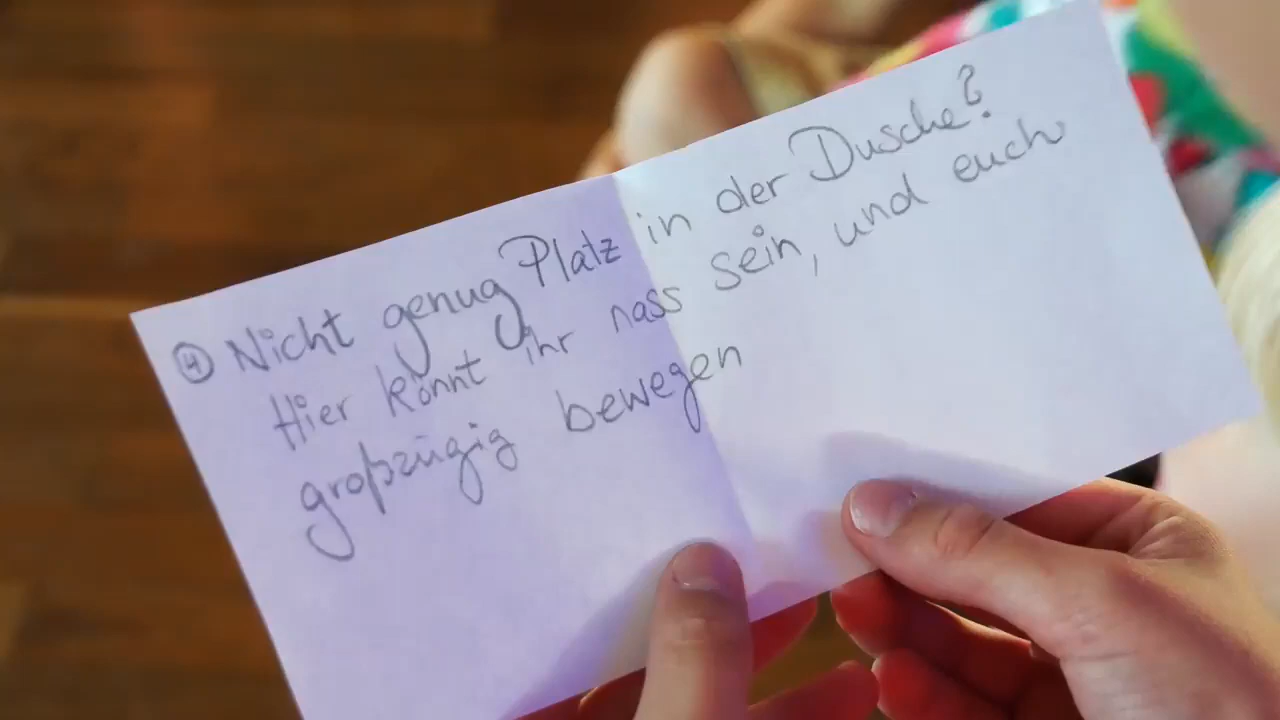 ④ Nicht genug Platz in der Dusche?
Hier könnt ihr nass sein, und euch
großzügig bewegen